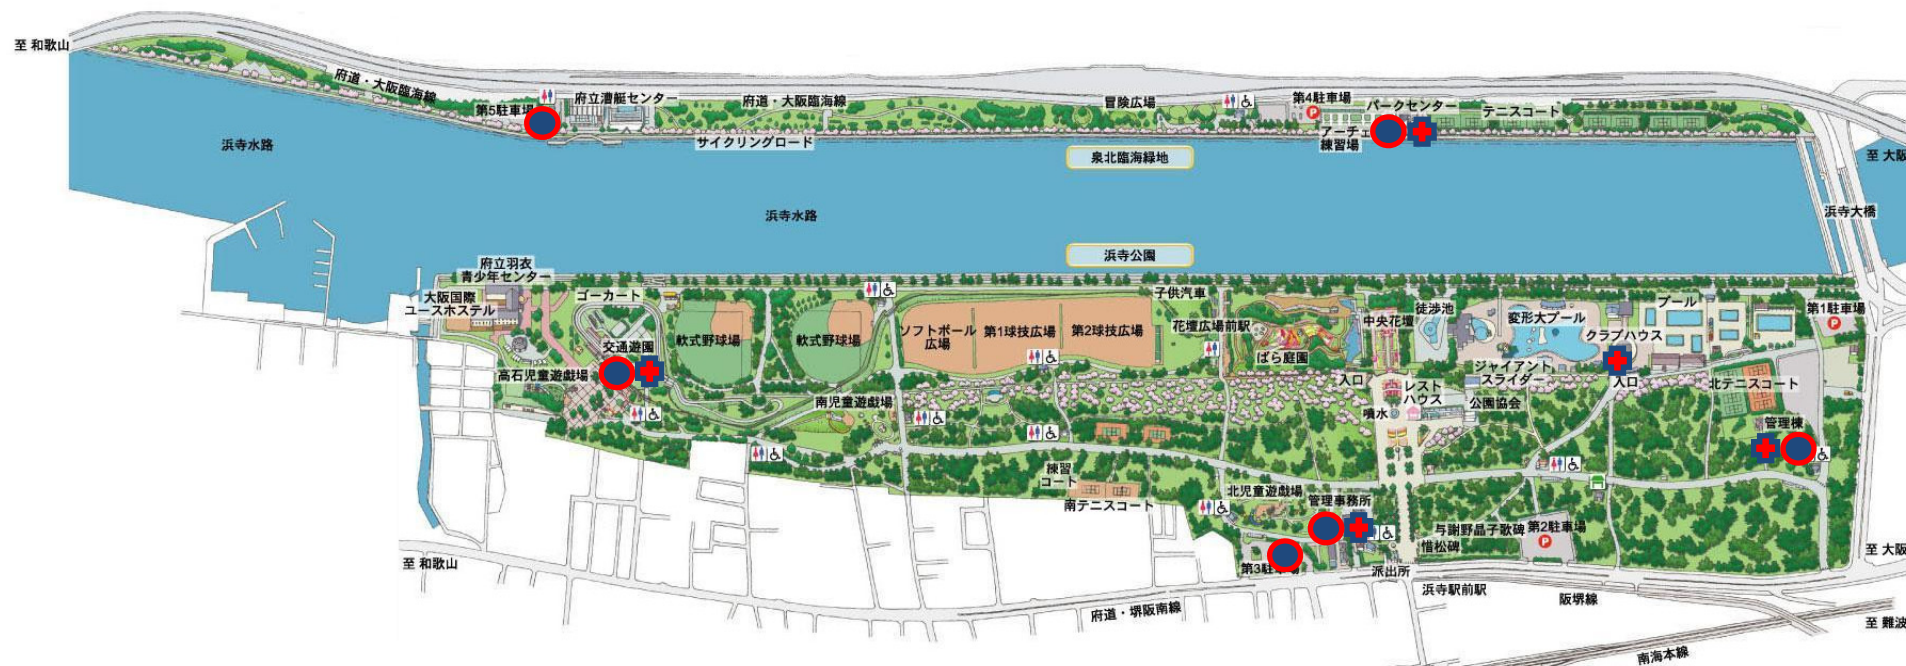 至 和歌山
府道・大阪臨海線
第5駐車場
府立漕艇センター
府道・大阪臨海線
冒険広場
第4駐車場
P
パークセンター
テニスコート
アーチェ
練習場
サイクリングロード
浜寺水路
泉北臨海緑地
至 大阪
浜寺水路
浜寺大橋
浜寺公園
府立羽衣
青少年センター
大阪国際
ユースホステル
ゴーカート
子供汽車
徒渉池
プール
第1駐車場
P
交通遊園
軟式野球場
軟式野球場
ソフトボール
広場
第1球技広場
第2球技広場
花壇広場前駅
ばら庭園
中央花壇
変形大プール
クラブハウス
高石児童遊戯場
入口
レスト
ハウス
ジャイアント
スライダー
入口
北テニスコート
南児童遊戯場
噴水
公園協会
管理棟
練習
コート
南テニスコート
北児童遊戯場
管理事務所
与謝野晶子歌碑
第2駐車場
P
惜松碑
第3駐車場
派出所
至 和歌山
至 大阪
浜寺駅前駅
阪堺線
府道・堺阪南線
至 難波
南海本線